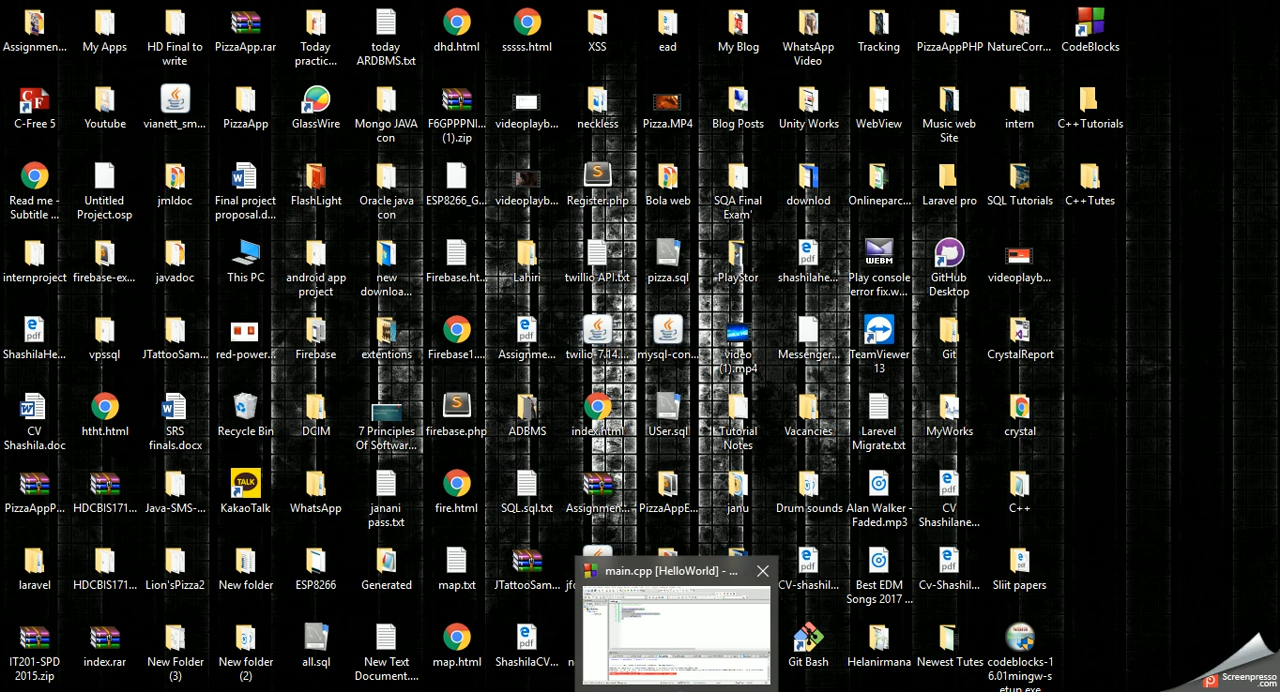 Assignmen...
My Apps
HD Final to
write
PizzaApp.rar
Today
practic...
today
ARDBMS.txt
dhd.html
sssss.html
XSS
ead
My Blog
WhatsApp
Video
Tracking
PizzaAppPHP
NatureCorr...
CodeBlocks
C-Free 5
Youtube
vianett_sm...
PizzaApp
GlassWire
Mongo JAVA
con
F6GPPPNI...
(1).zip
videoplayb...
neckless
Pizza.MP4
Blog Posts
Unity Works
WebView
Music web
Site
intern
C++Tutorials
Read me -
Subtitle ...
Untitled
Project.osp
jmldoc
Final project
proposal.d...
FlashLight
Oracle java
con
ESP8266_G...
videoplayb...
Register.php
Bola web
SQA Final
Exam'
downlod
Onlineparc...
Laravel pro
SQL Tutorials
C++Tutes
internproject
firebase-ex...
javadoc
This PC
android app
project
new
downloa...
Firebase.ht...
Lahiri
twillio API.txt
pizza.sql
PlayStor
shashilahe...
WEBM
Play console
error fix.w...
GitHub
Desktop
videoplayb...
ShashilaHe...
vpssql
JTattooSam...
red-power...
Firebase
extentions
Firebase1....
Assignme...
twilio-7.14....
mysql-con...
video
(1).mp4
Messenger...
TeamViewer
13
Git
CrystalReport
CV
Shashila.doc
htht.html
SRS
finals.docx
Recycle Bin
DGIM
7 Principles
Of Softwar...
firebase.php
ADBMS
index.html
USer.sql
Tutorial
Notes
Vacancies
Laravel
Migrate.txt
MyWorks
crystal
PizzaAppP...
HDCBIS171...
Java-SMS-...
TALK
KakaoTalk
WhatsApp
janani
pass.txt
fire.html
SQL.sql.txt
Assignmen...
PizzaAppE...
janu
Drum sounds
Alan Walker -
Faded.mp3
CV
Shashilane...
C++
laravel
HDCBIS171...
Lion'sPizza2
New folder
ESP8266
Generated
map.txt
JTattooSam...
main.cpp [HelloWorld] - ...
CV-shashil...
Best EDM
Songs 2017 ...
Cv-Shashil...
Sliit papers
index.rar
New Folder
New folder
all.sql
map.html
ShashilaCV...
Git Bash
Helanime
Newest Tutes
codeblocks-1
6.01mingw-s
etup.exe
Screenpresso
.com